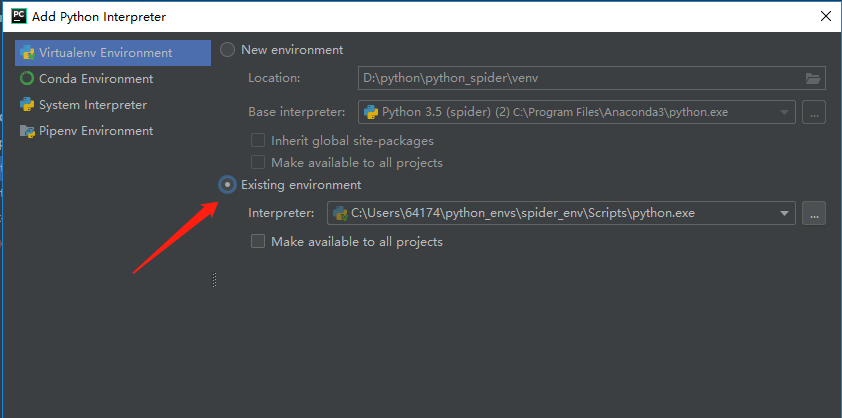 PC Add Python Interpreter
Virtualenv Environment
Conda Environment
System Interpreter
Pipenv Environment
New environment
Location: D:\python\python_spider\venv
Base interpreter: Python 3.5 (spider) (2) C:\Program Files\Anaconda3\python.exe ...
Inherit global site-packages
Make available to all projects
Existing environment
Interpreter: C:\Users\64174\python_envs\spider_env\Scripts\python.exe ...
Make available to all projects